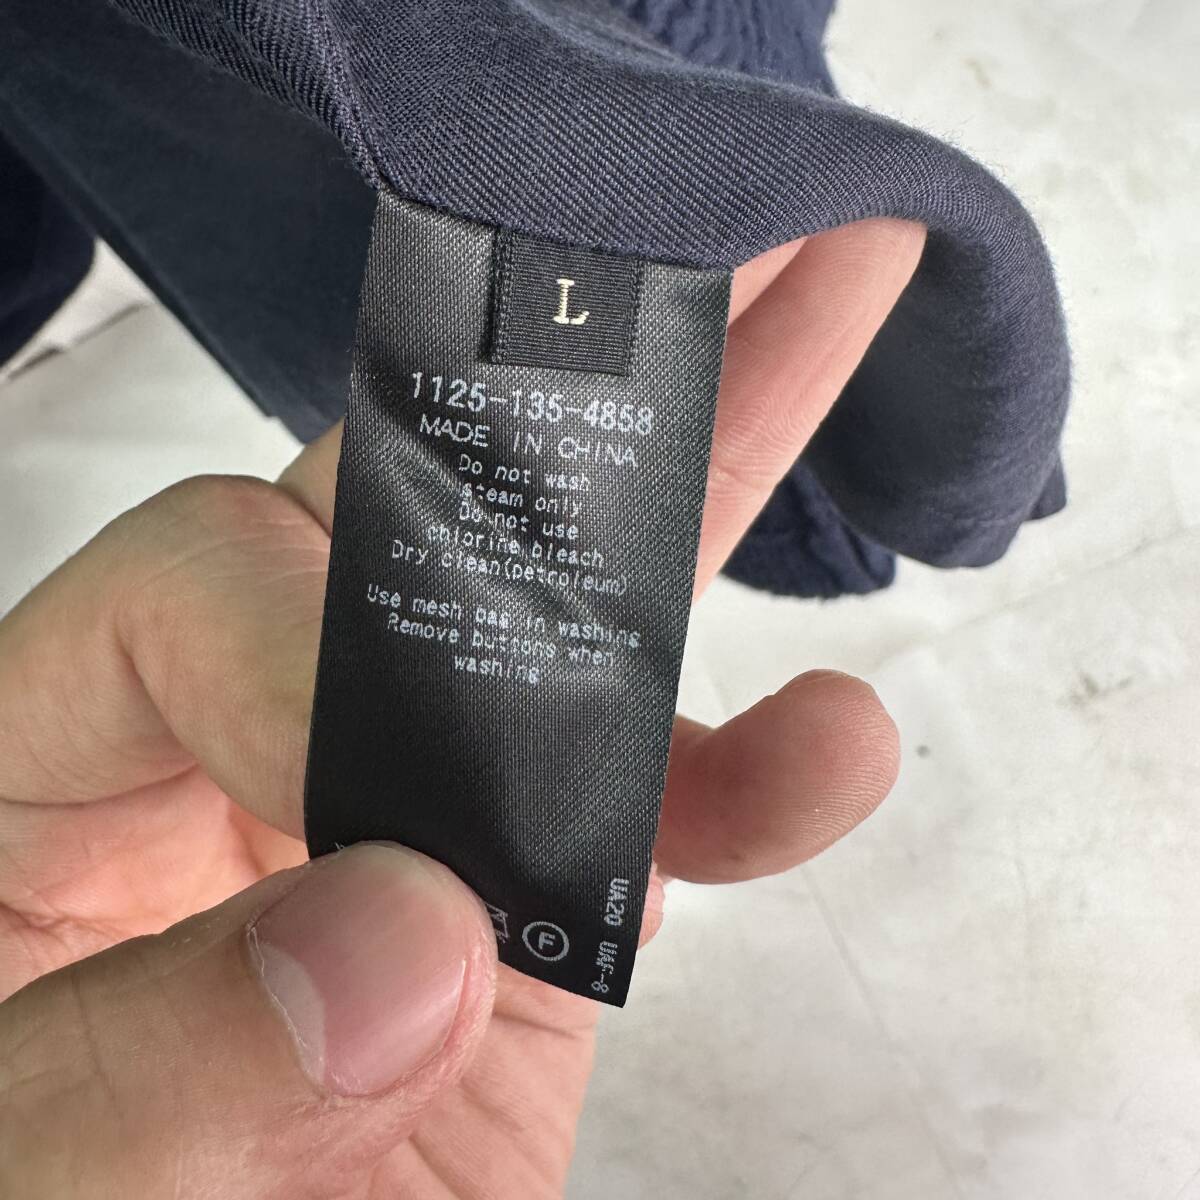 L
1125-135-4858
MADE IN CHINA
Do not wash
steam only
Do not use
chlorine bleach
Dry clean(petroleum)
Use mesh bag in washing
Remove buttons when
washing
F
UA20